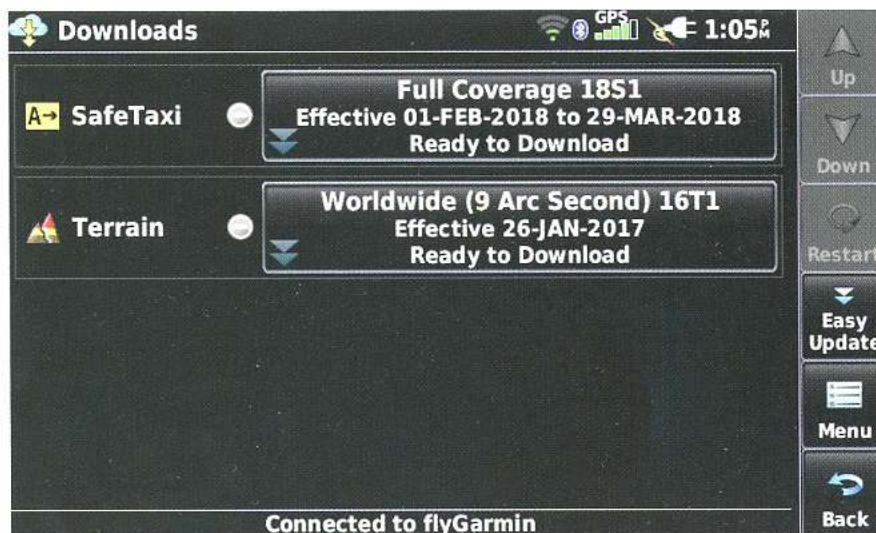 Downloads
GPS
1:05 PM
Up
A→ SafeTaxi
Full Coverage 18S1
Effective 01-FEB-2018 to 29-MAR-2018
Ready to Download
Down
Terrain
Worldwide (9 Arc Second) 16T1
Effective 26-JAN-2017
Ready to Download
Restart
Easy
Update
Menu
Back
Connected to flyGarmin